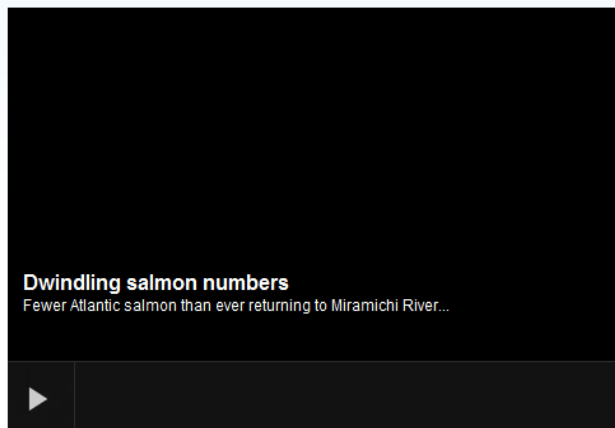 Dwindling salmon numbers
Fewer Atlantic salmon than ever returning to Miramichi River...